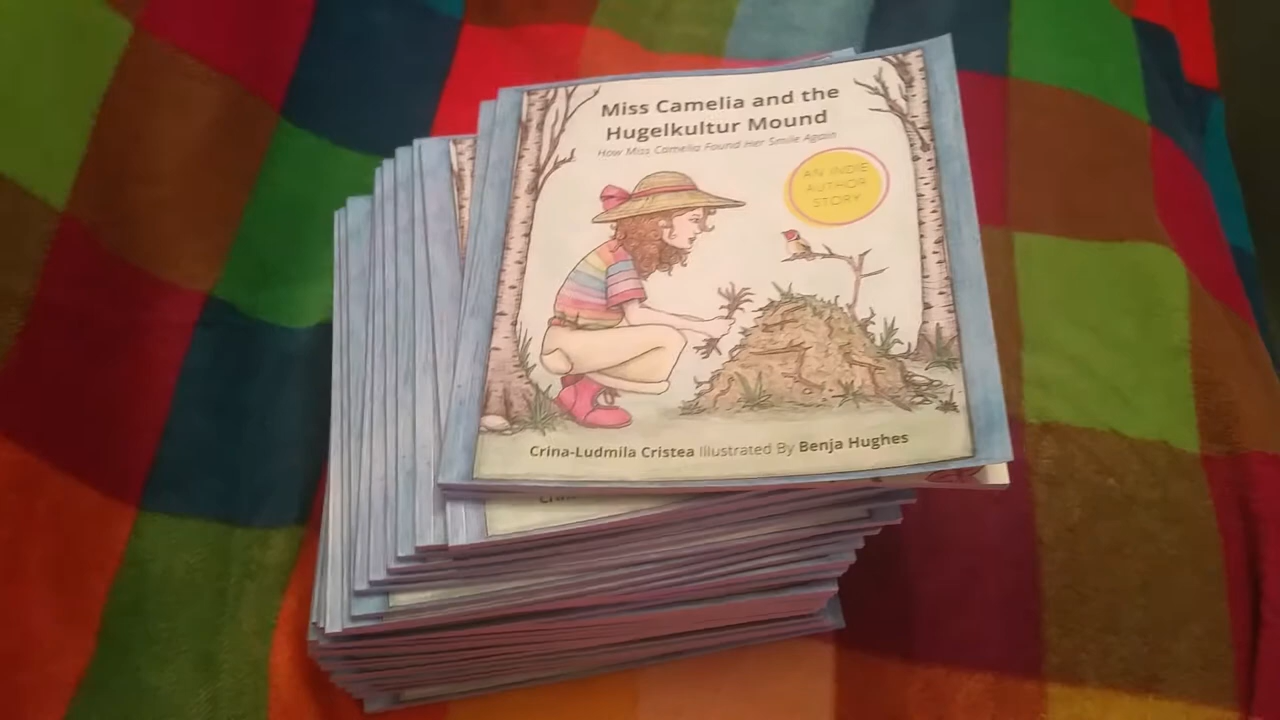 Miss Camelia and the
Hugelkultur Mound
How Miss Camelia Found Her Smile Again
AN INDIE
AUTHOR
STORY
Crina-Ludmila Cristea Illustrated By Benja Hughes